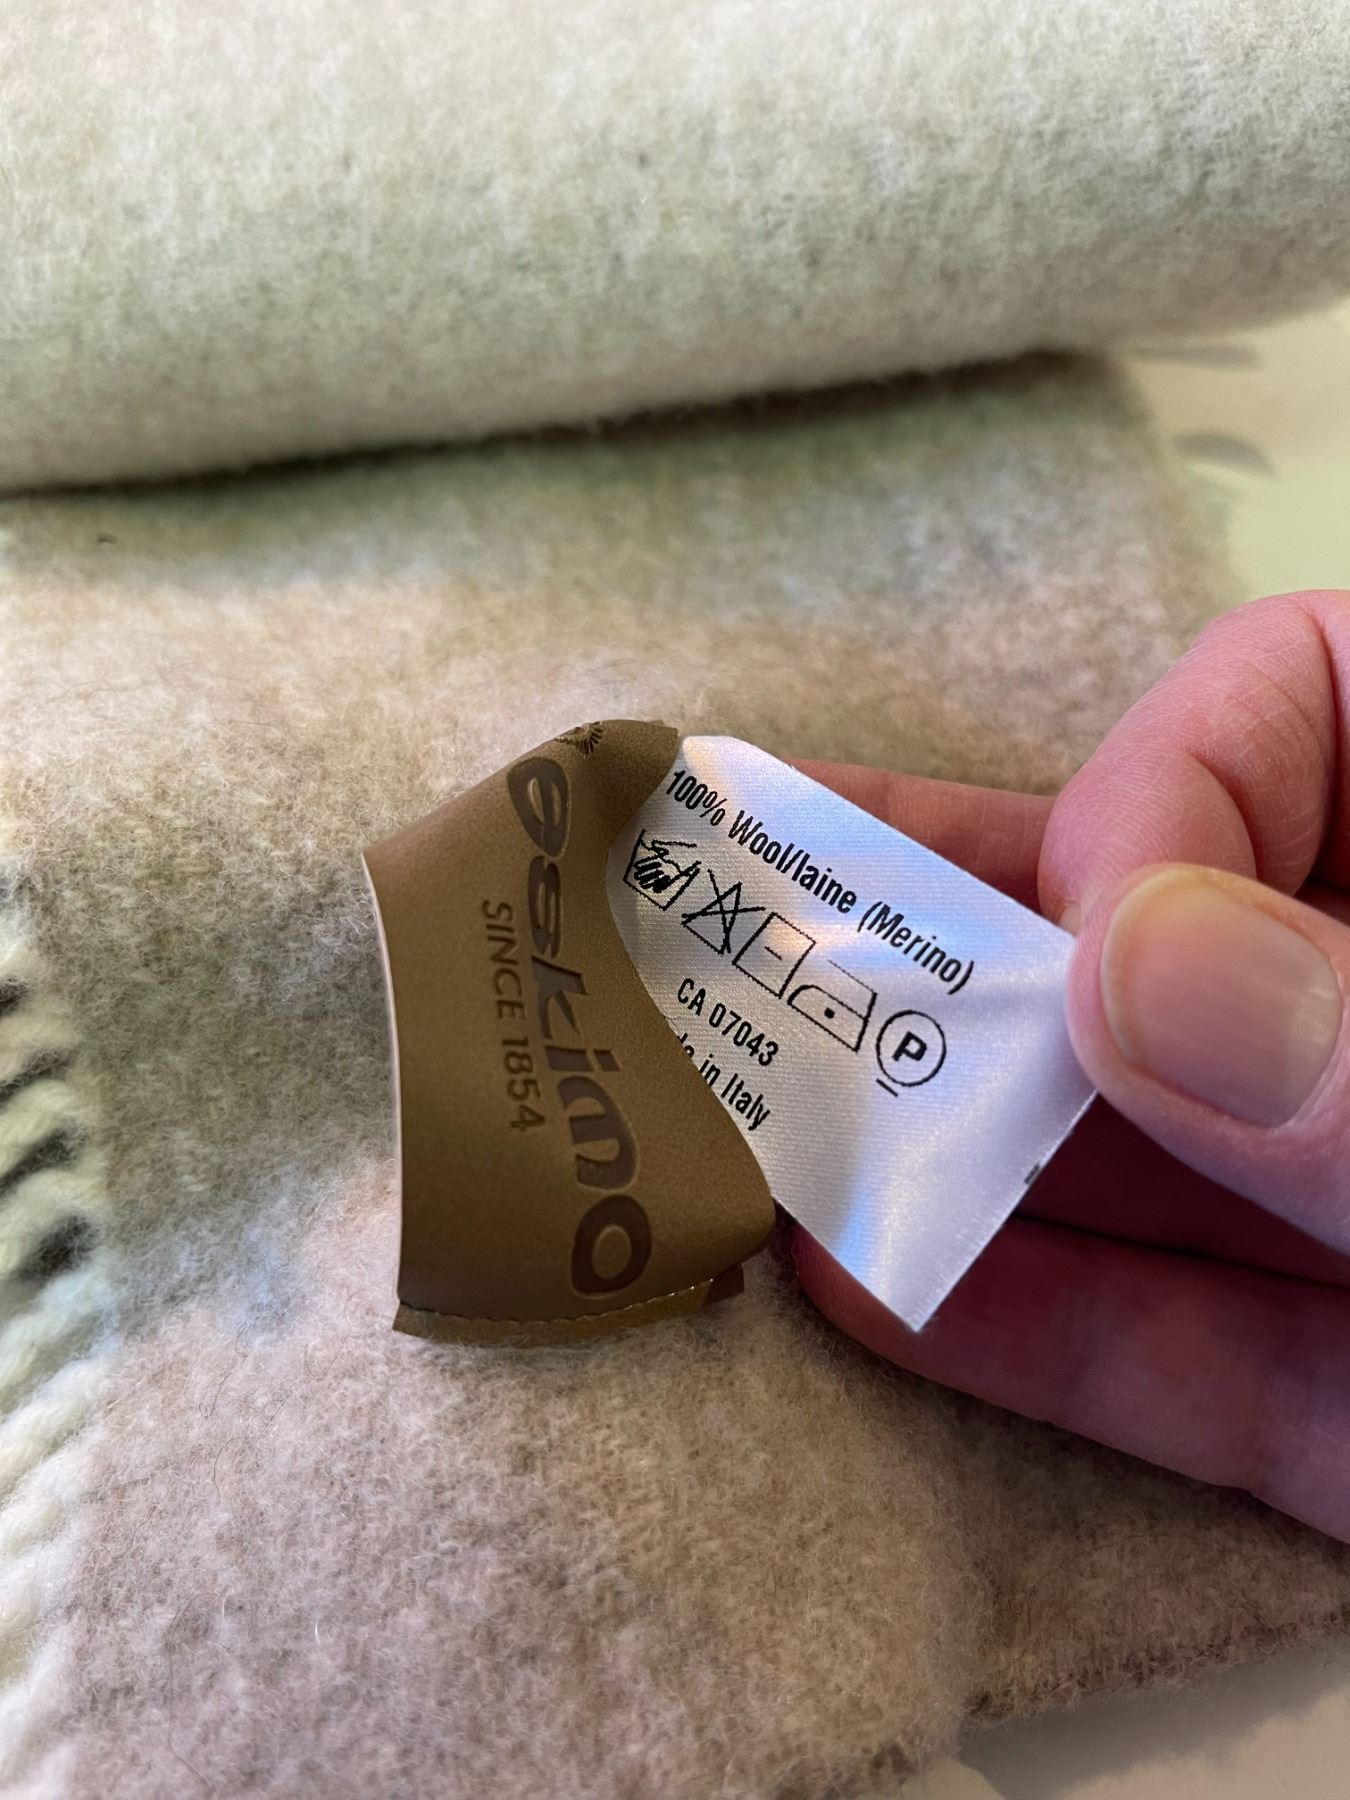 eskimo
SINCE 1854
100% Wool/laine (Merino)
P
CA 07043
in Italy